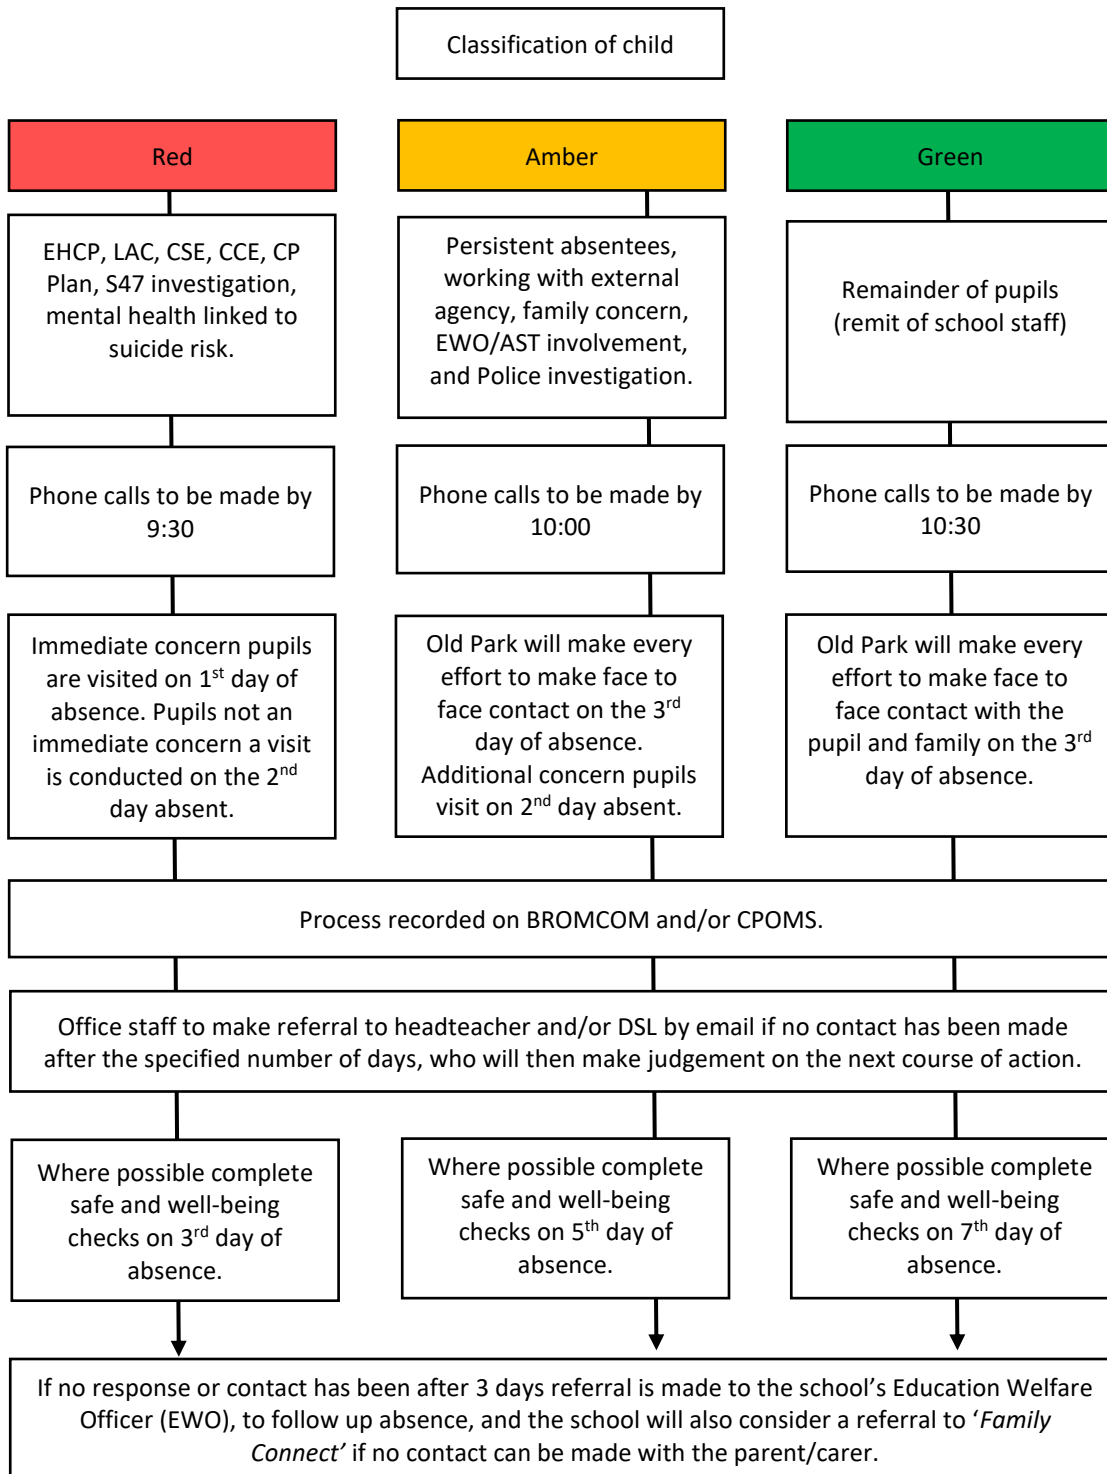 Classification of child
Red
Amber
Green
EHCP, LAC, CSE, CCE, CP
Plan, S47 investigation,
mental health linked to
suicide risk.
Persistent absentees,
working with external
agency, family concern,
EWO/AST involvement,
and Police investigation.
Remainder of pupils
(remit of school staff)
Phone calls to be made by
9:30
Phone calls to be made by
10:00
Phone calls to be made by
10:30
Immediate concern pupils
are visited on 1st day of
absence. Pupils not an
immediate concern a visit
is conducted on the 2nd
day absent.
Old Park will make every
effort to make face to
face contact on the 3rd
day of absence.
Additional concern pupils
visit on 2nd day absent.
Old Park will make every
effort to make face to
face contact with the
pupil and family on the 3rd
day of absence.
Process recorded on BROMCOM and/or CPOMS.
Office staff to make referral to headteacher and/or DSL by email if no contact has been made
after the specified number of days, who will then make judgement on the next course of action.
Where possible complete
safe and well-being
checks on 3rd day of
absence.
Where possible complete
safe and well-being
checks on 5th day of
absence.
Where possible complete
safe and well-being
checks on 7th day of
absence.
If no response or contact has been after 3 days referral is made to the school's Education Welfare
Officer (EWO), to follow up absence, and the school will also consider a referral to 'Family
Connect' if no contact can be made with the parent/carer.